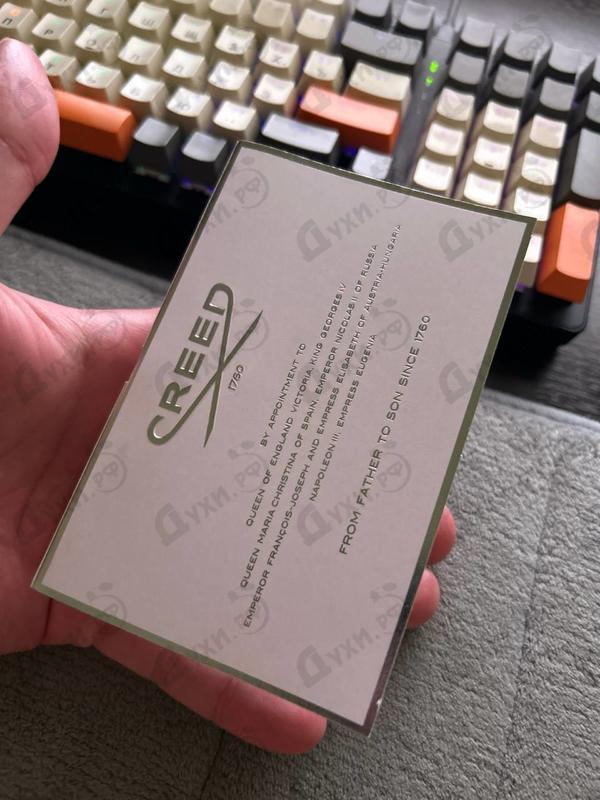 CREED
1760
BY APPOINTMENT TO
QUEEN OF ENGLAND VICTORIA, KING GEORGES IV
QUEEN MARIA CHRISTINA OF SPAIN, EMPEROR NICOLAS II OF RUSSIA
EMPEROR FRANÇOIS-JOSEPH AND EMPRESS ELISABETH OF AUSTRIA-HUNGARIA
NAPOLEON III, EMPRESS EUGENIA
FROM FATHER TO SON SINCE 1760
Духи.РФ